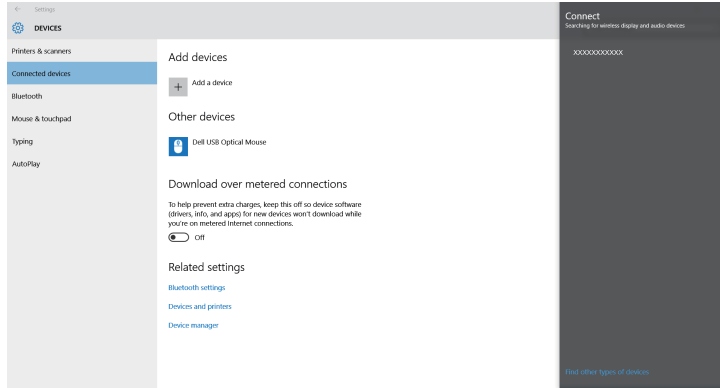 Settings
DEVICES
Printers & scanners
Connected devices
Bluetooth
Mouse & touchpad
Typing
AutoPlay
Add devices
Add a device
Other devices
Dell USB Optical Mouse
Download over metered connections
To help prevent extra charges, keep this off so device software
(drivers, info, and apps) for new devices won't download while
you're on metered Internet connections.
Off
Related settings
Bluetooth settings
Devices and printers
Device manager
Connect
Searching for wireless display and audio devices
XXXXXXXXXXX
Find other types of devices